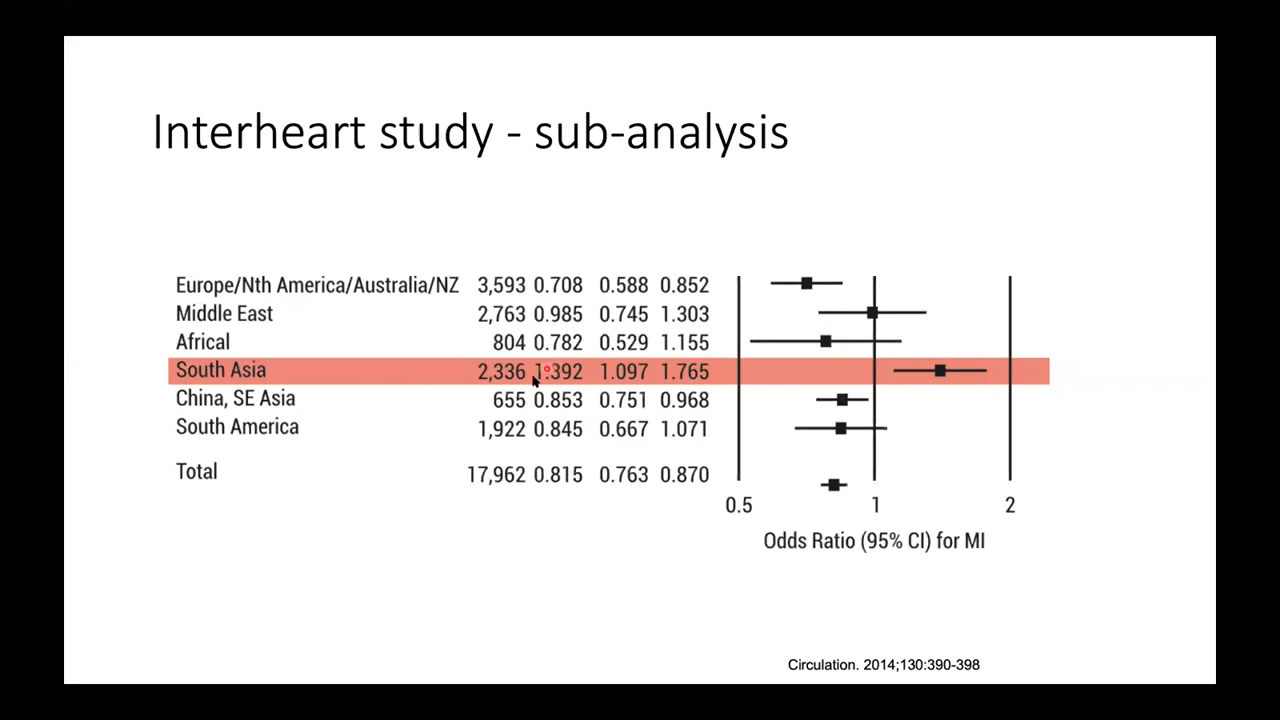 Interheart study - sub-analysis
Europe/Nth America/Australia/NZ 3,593 0.708 0.588 0.852
Middle East 2,763 0.985 0.745 1.303
Africal 804 0.782 0.529 1.155
South Asia 2,336 1.392 1.097 1.765
China, SE Asia 655 0.853 0.751 0.968
South America 1,922 0.845 0.667 1.071
Total 17,962 0.815 0.763 0.870
0.5 1 2
Odds Ratio (95% CI) for MI
Circulation. 2014;130:390-398